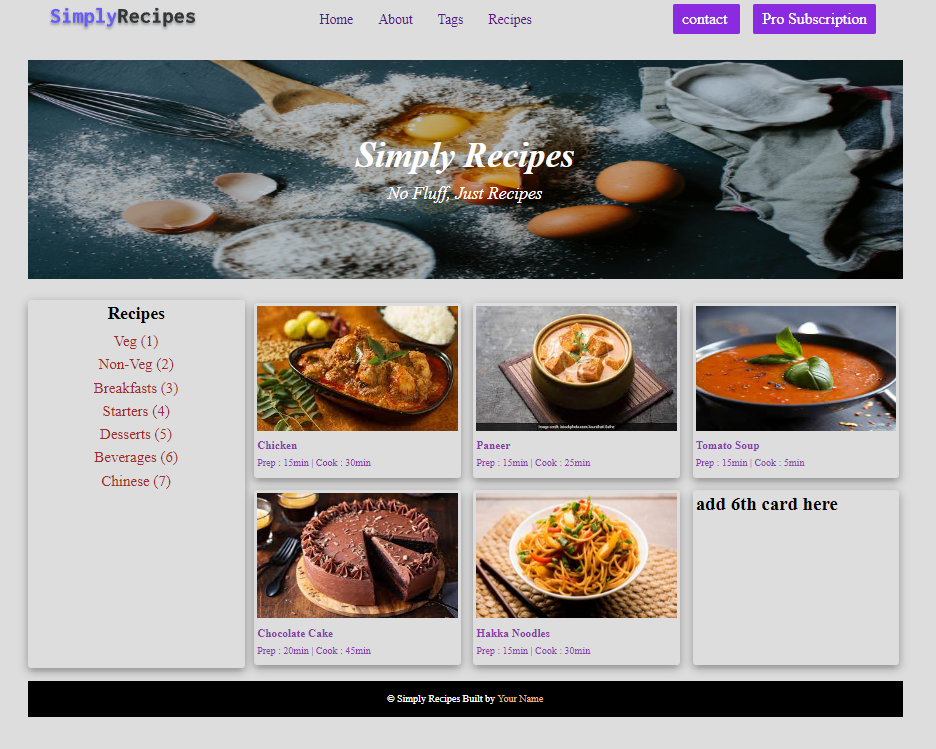 SimplyRecipes
Home About Tags Recipes
contact Pro Subscription
Simply Recipes
No Fluff, Just Recipes
Recipes
Veg (1)
Non-Veg (2)
Breakfasts (3)
Starters (4)
Desserts (5)
Beverages (6)
Chinese (7)
Chicken
Prep : 15min | Cook : 30min
Paneer
Prep : 15min | Cook : 25min
Tomato Soup
Prep : 15min | Cook : 5min
Chocolate Cake
Prep : 20min | Cook : 45min
Hakka Noodles
Prep : 15min | Cook : 30min
add 6th card here
© Simply Recipes Built by Your Name